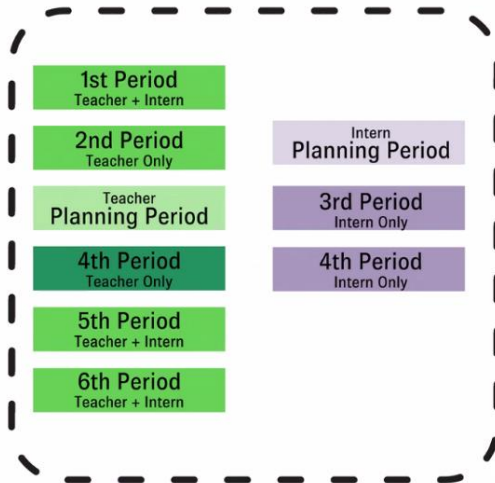 1st Period
Teacher + Intern
2nd Period
Teacher Only
Teacher
Planning Period
4th Period
Teacher Only
5th Period
Teacher + Intern
6th Period
Teacher + Intern
Intern
Planning Period
3rd Period
Intern Only
4th Period
Intern Only